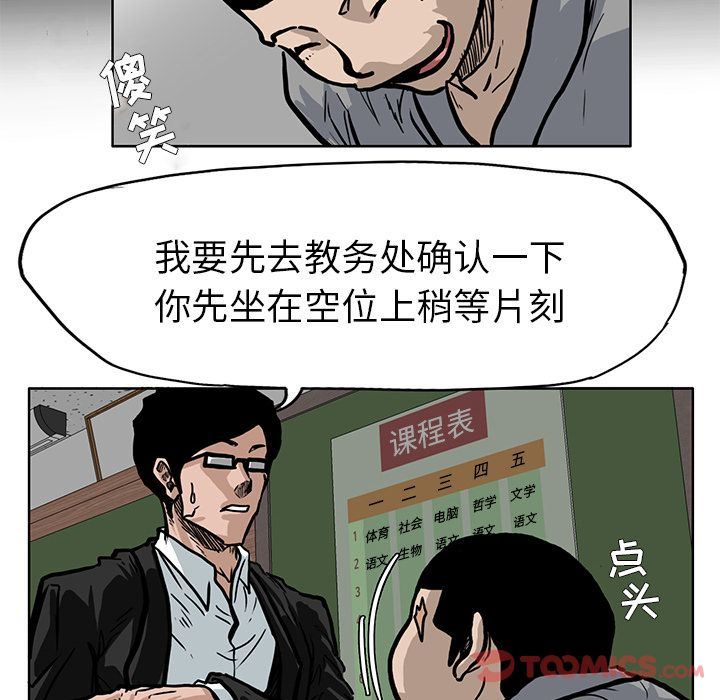 傻笑
我要先去教务处确认一下
你先坐在空位上稍等片刻
课程表
一 二 三 四 五
1 体育 社会 电脑 哲学 文学
2 语文 生物 语文 语文 语文
3
点头
TOOMICS.COM